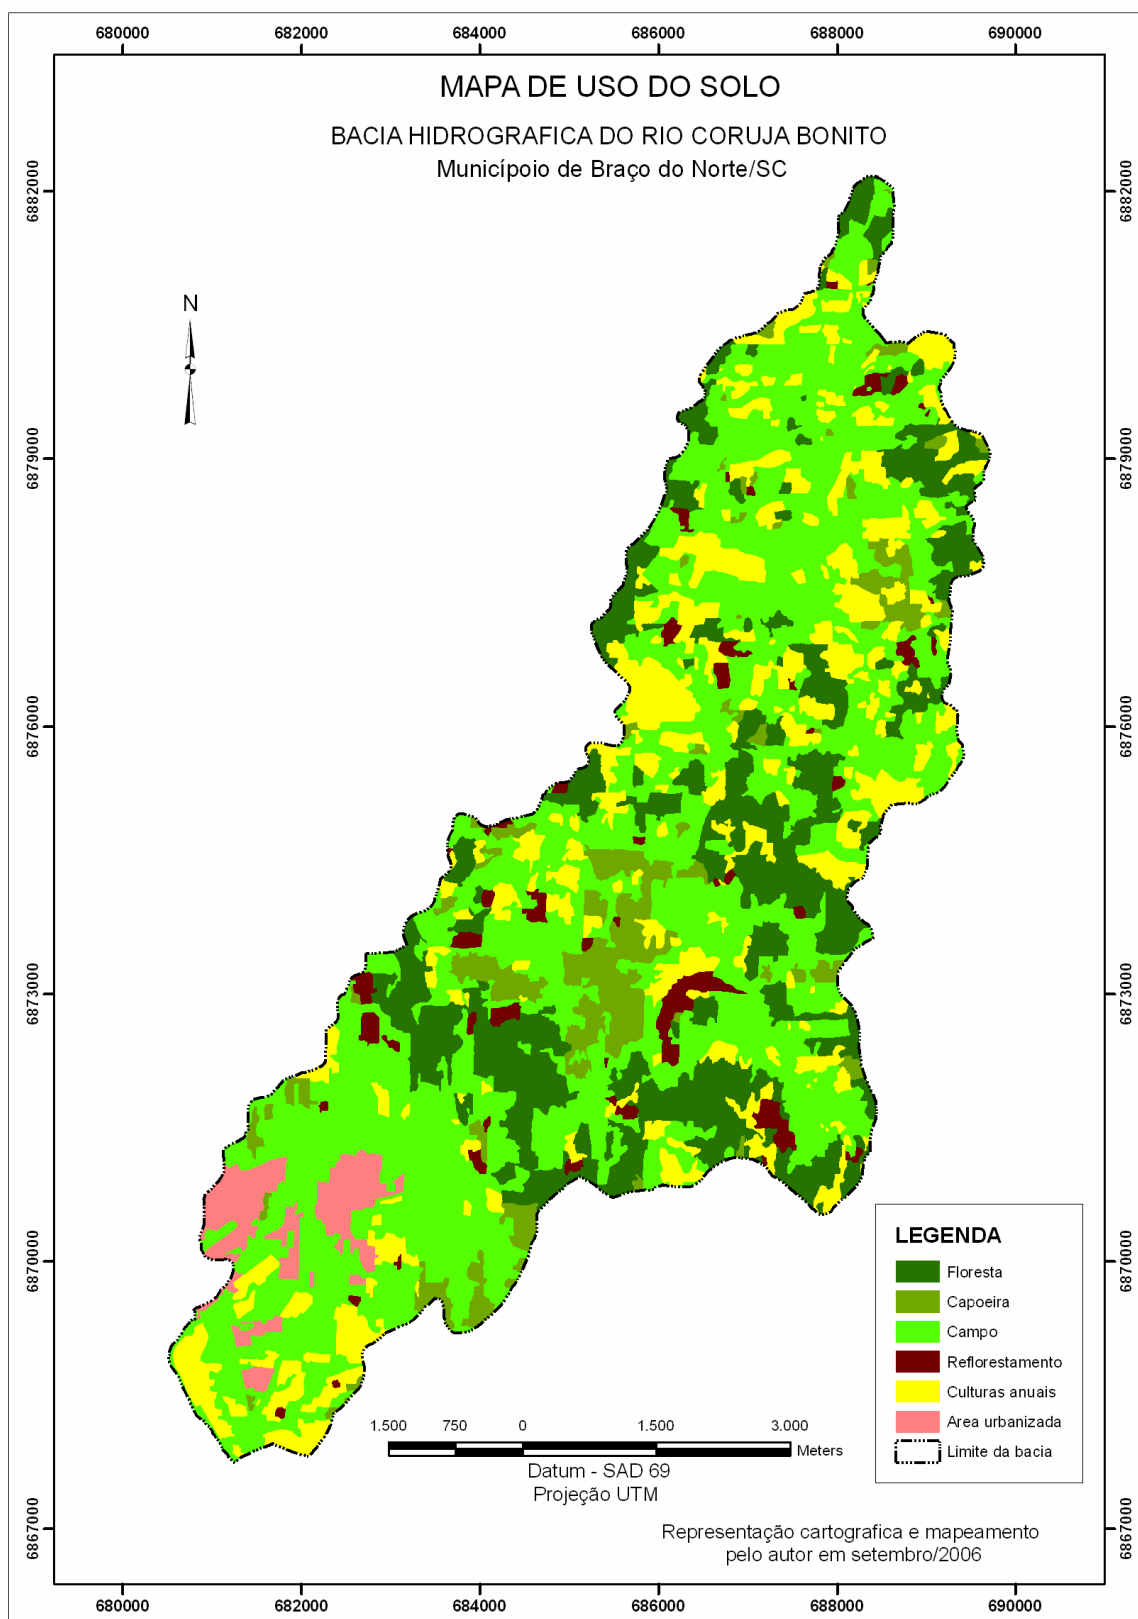 680000 682000 684000 686000 688000 690000
MAPA DE USO DO SOLO
BACIA HIDROGRAFICA DO RIO CORUJA BONITO
Municípoio de Braço do Norte/SC
6882000 6882000
N
6879000 6879000
6876000 6876000
6873000 6873000
6870000 6870000
LEGENDA
Floresta
Capoeira
Campo
Reflorestamento
Culturas anuais
Area urbanizada
Limite da bacia
1.500 750 0 1.500 3.000
Meters
Datum - SAD 69
Projeção UTM
6867000 6867000
Representação cartografica e mapeamento
pelo autor em setembro/2006
680000 682000 684000 686000 688000 690000